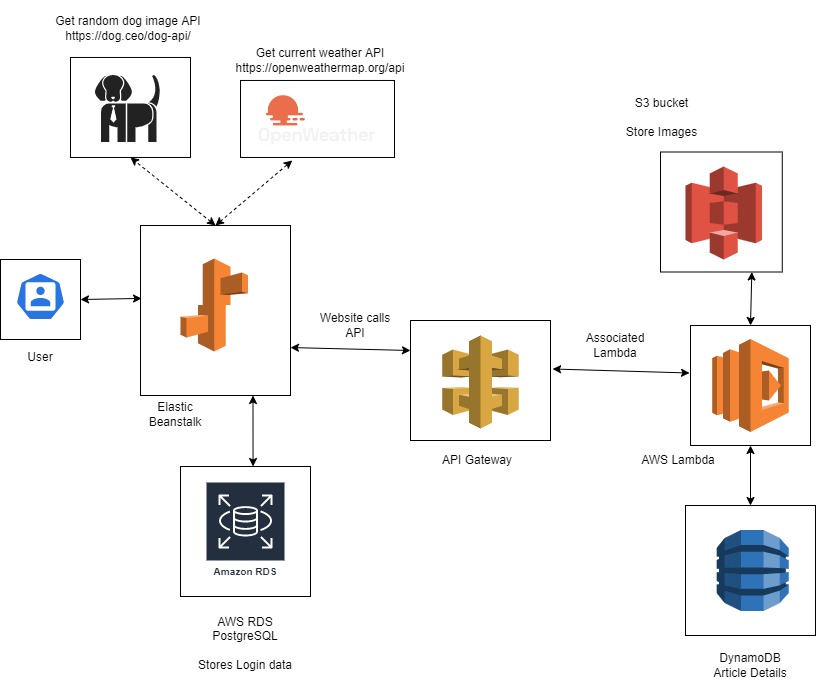 Get random dog image API
https://dog.ceo/dog-api/
Get current weather API
https://openweathermap.org/api
OpenWeather
S3 bucket
Store Images
User
Elastic
Beanstalk
Website calls
API
API Gateway
Associated
Lambda
AWS Lambda
Amazon RDS
AWS RDS
PostgreSQL
Stores Login data
DynamoDB
Article Details